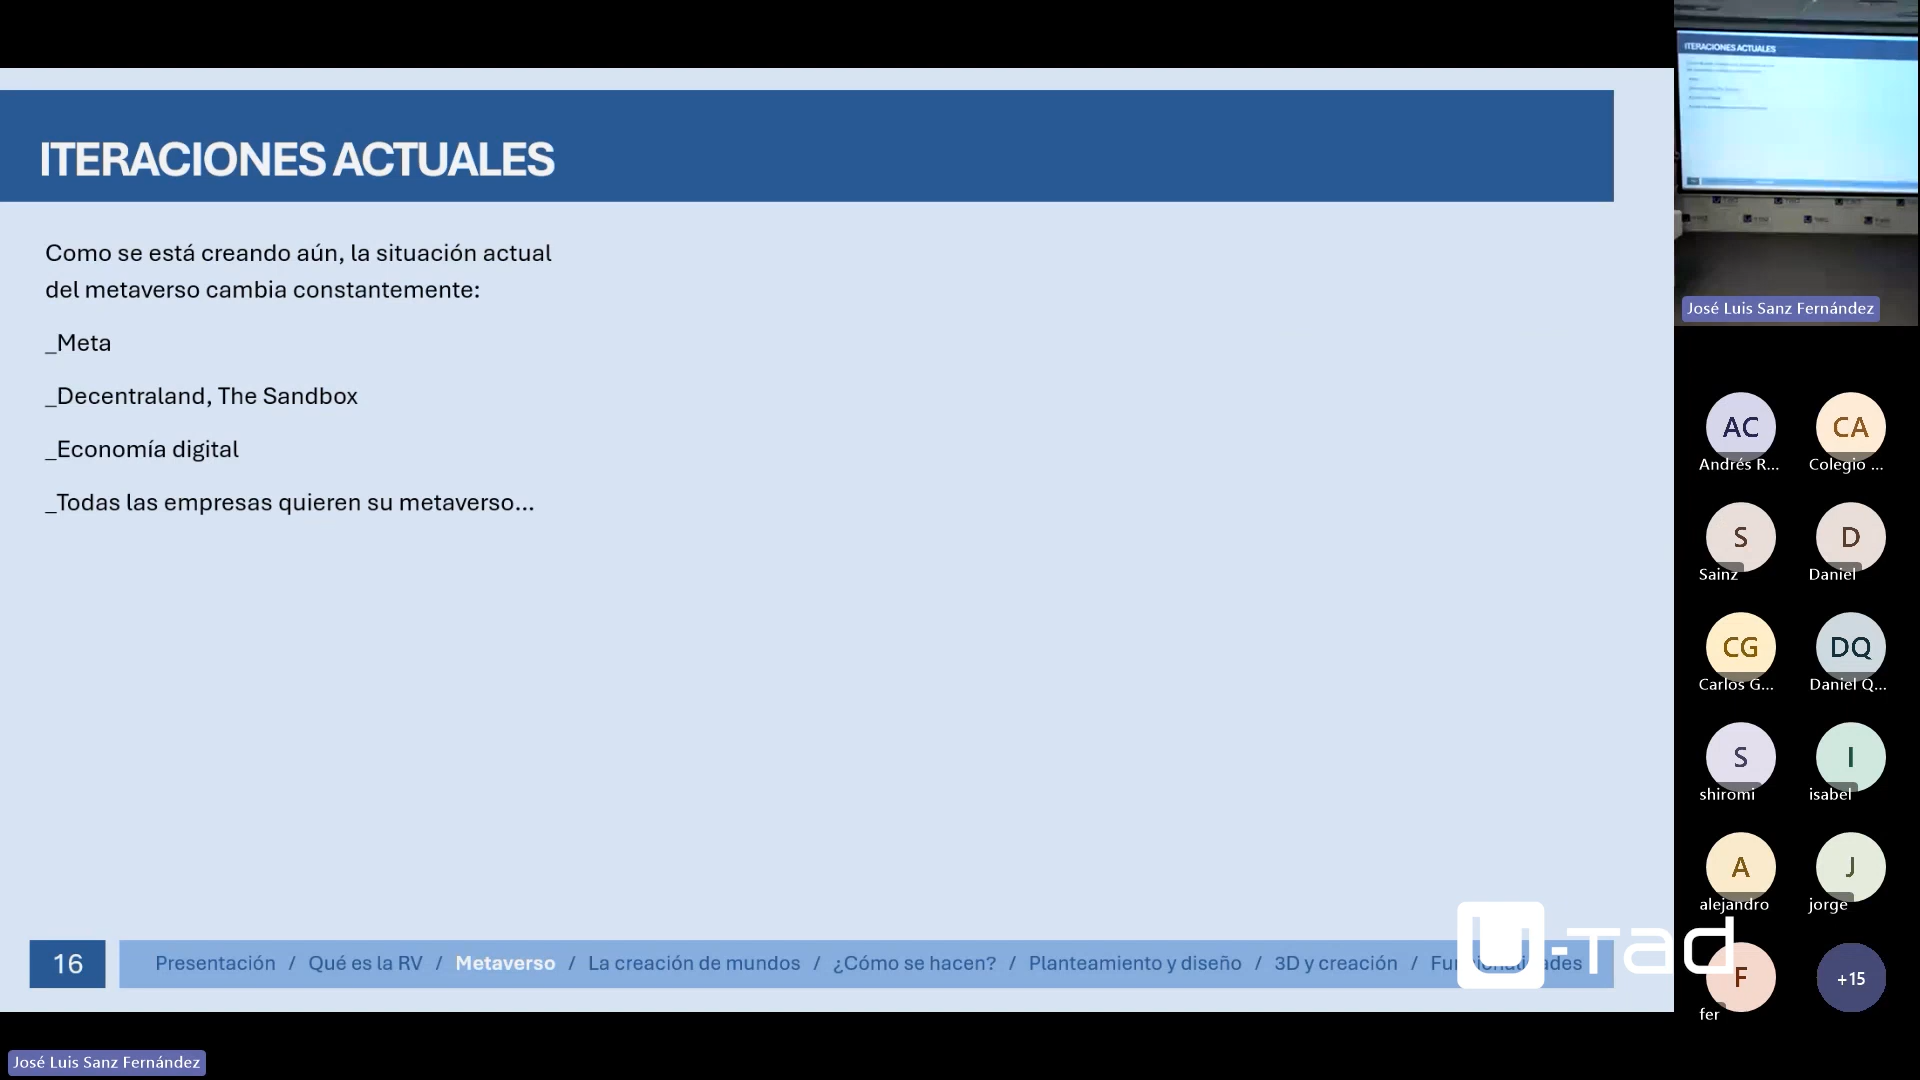 ITERACIONES ACTUALES
Como se está creando aún, la situación actual
del metaverso cambia constantemente:
_Meta
_Decentraland, The Sandbox
_Economía digital
_Todas las empresas quieren su metaverso...
16
Presentación / Qué es la RV / Metaverso / La creación de mundos / ¿Cómo se hacen? / Planteamiento y diseño / 3D y creación /
U-tad
ITERACIONES ACTUALES
José Luis Sanz Fernández
AC
Andrés R...
CA
Colegio ...
S
Sainz
D
Daniel
CG
Carlos G...
DQ
Daniel Q...
S
shiromi
I
isabel
A
alejandro
J
jorge
F
fer
+15
José Luis Sanz Fernández